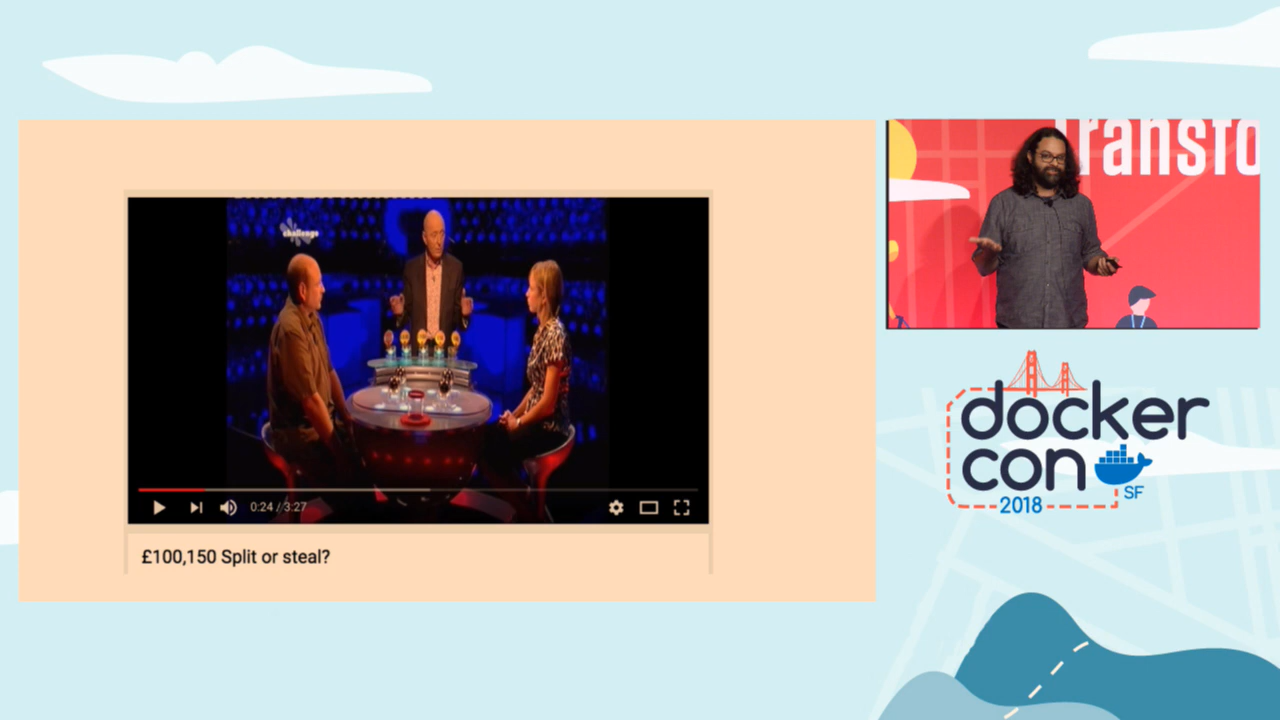 challenge
0:24 / 3:27
£100,150 Split or steal?
Transfo
docker
con
2018
SF